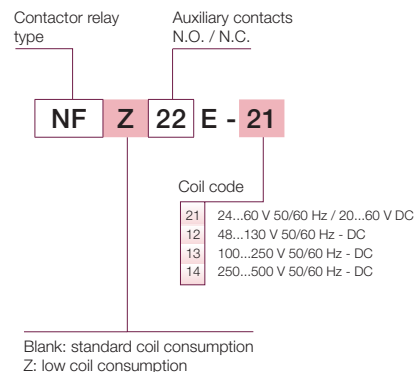 Contactor relay
type
Auxiliary contacts
N.O. / N.C.
NF Z 22 E - 21
Coil code
21 24...60 V 50/60 Hz / 20...60 V DC
12 48...130 V 50/60 Hz - DC
13 100...250 V 50/60 Hz - DC
14 250...500 V 50/60 Hz - DC
Blank: standard coil consumption
Z: low coil consumption